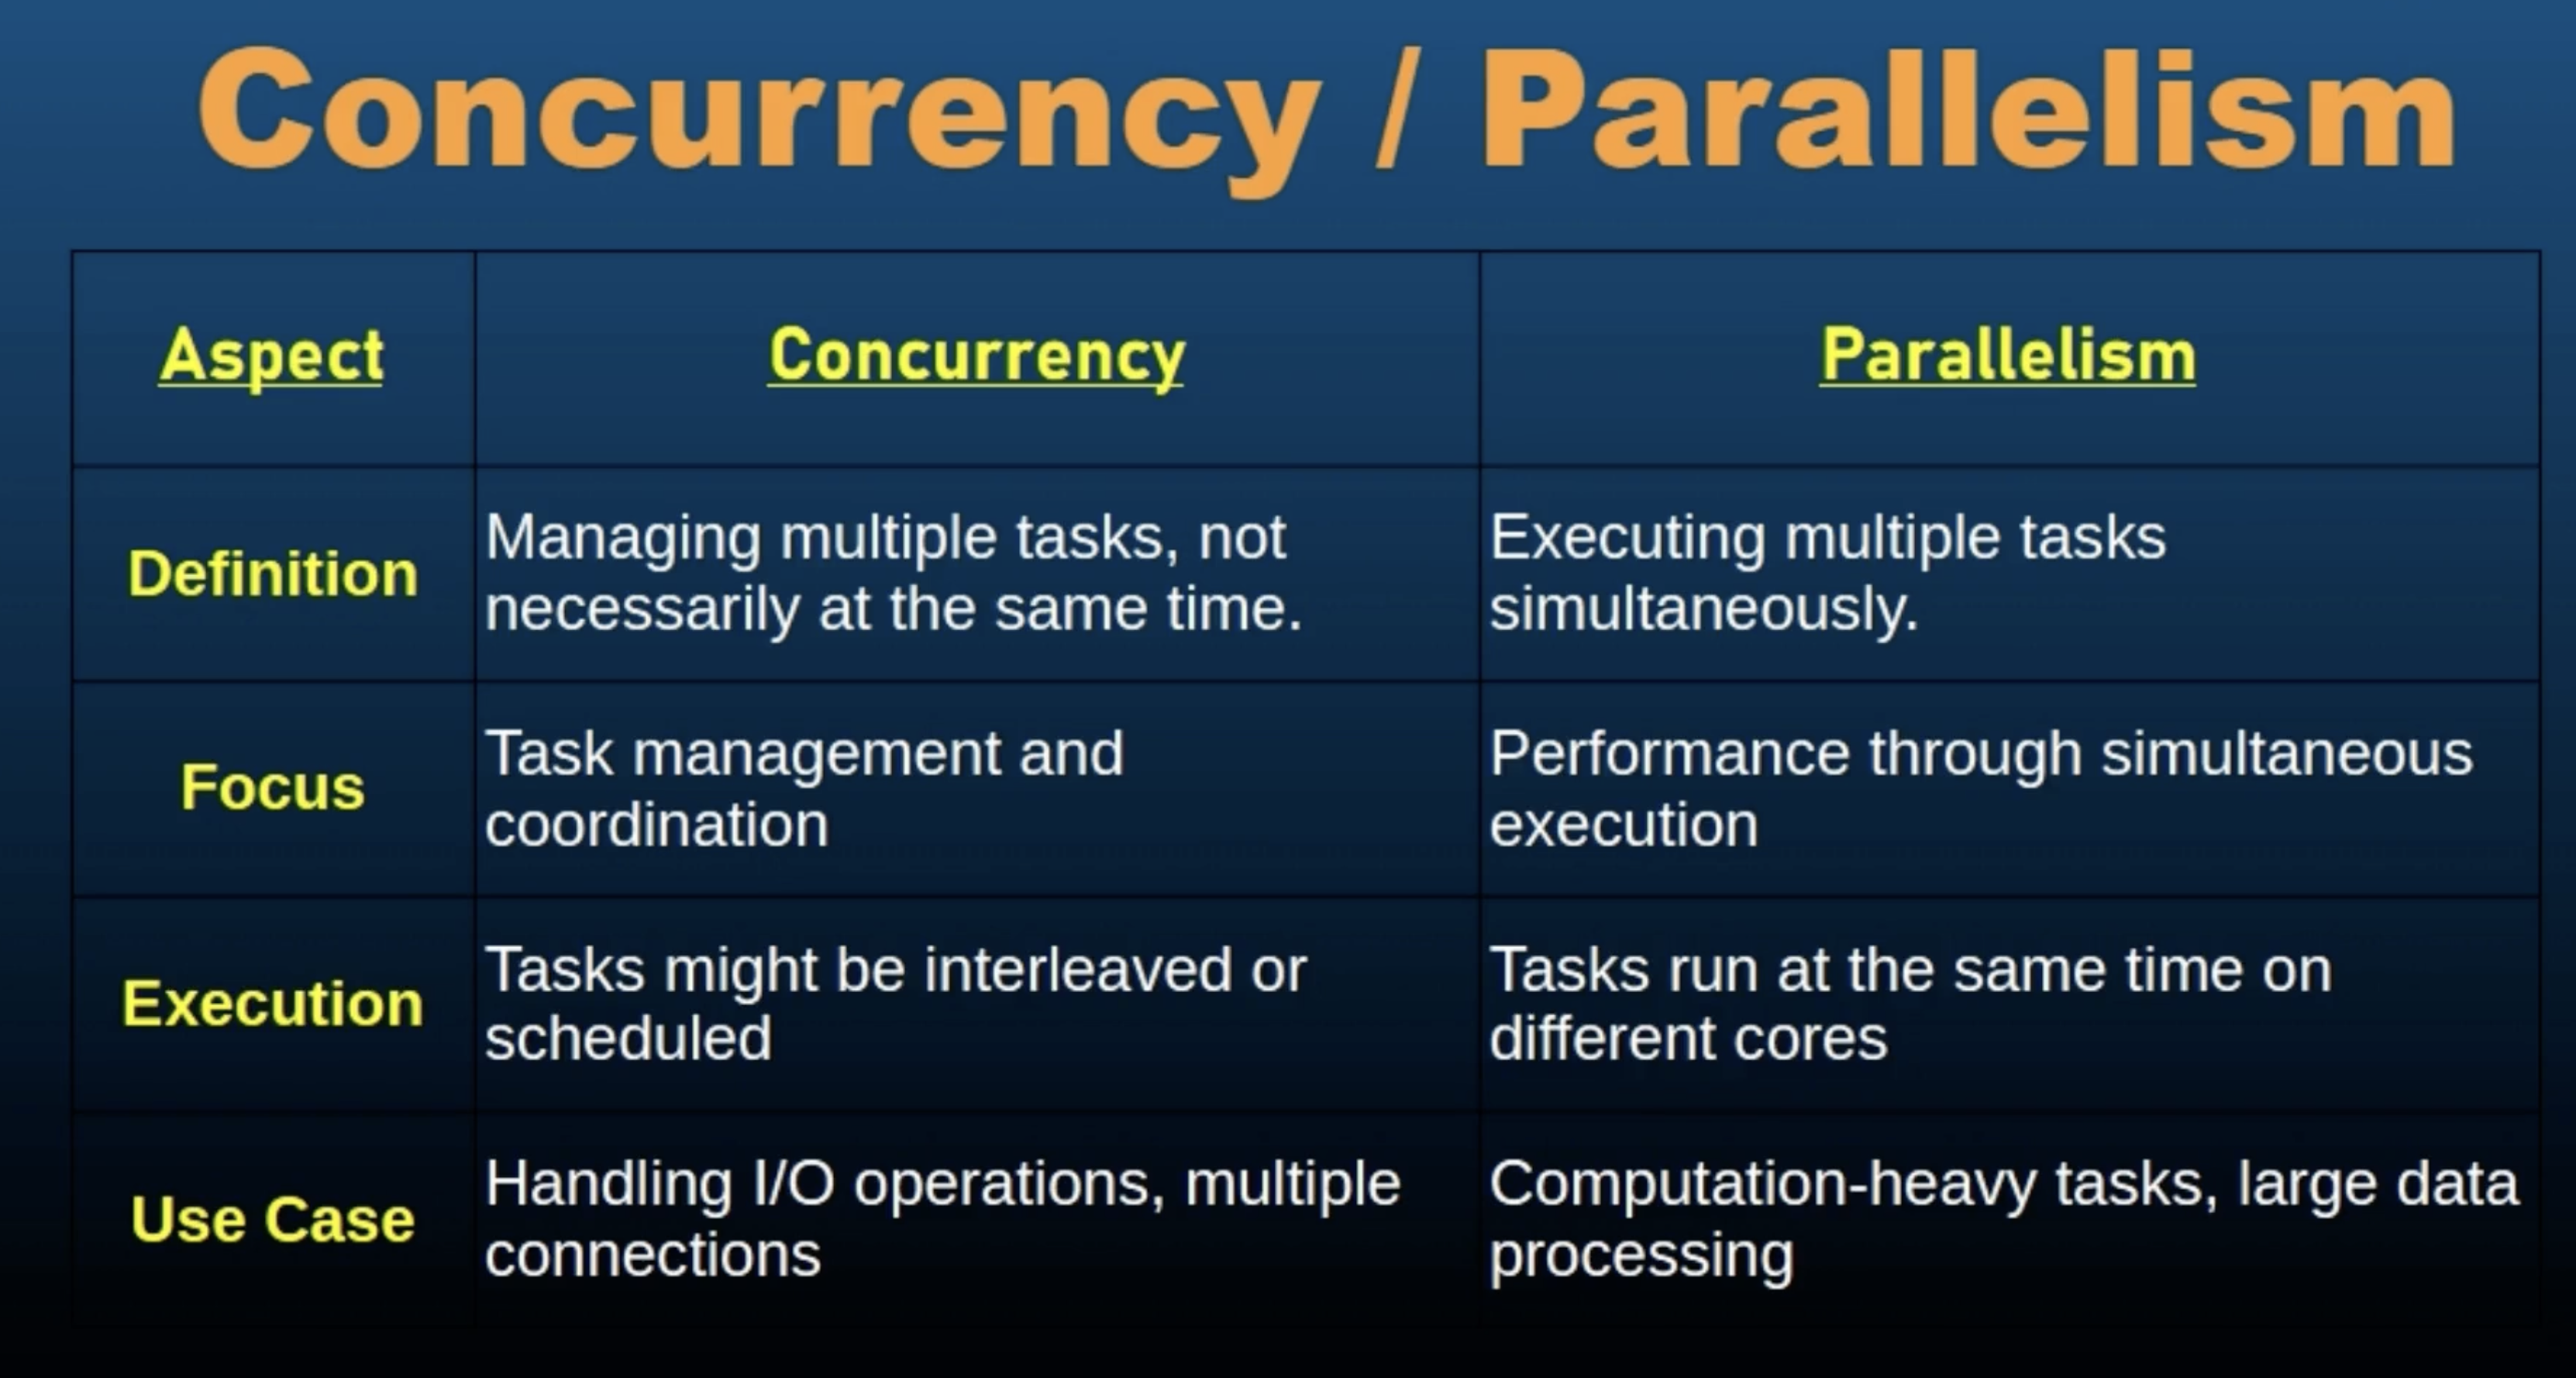 Concurrency / Parallelism
Aspect
Concurrency
Parallelism
Definition
Managing multiple tasks, not
necessarily at the same time.
Executing multiple tasks
simultaneously.
Focus
Task management and
coordination
Performance through simultaneous
execution
Execution
Tasks might be interleaved or
scheduled
Tasks run at the same time on
different cores
Use Case
Handling I/O operations, multiple
connections
Computation-heavy tasks, large data
processing